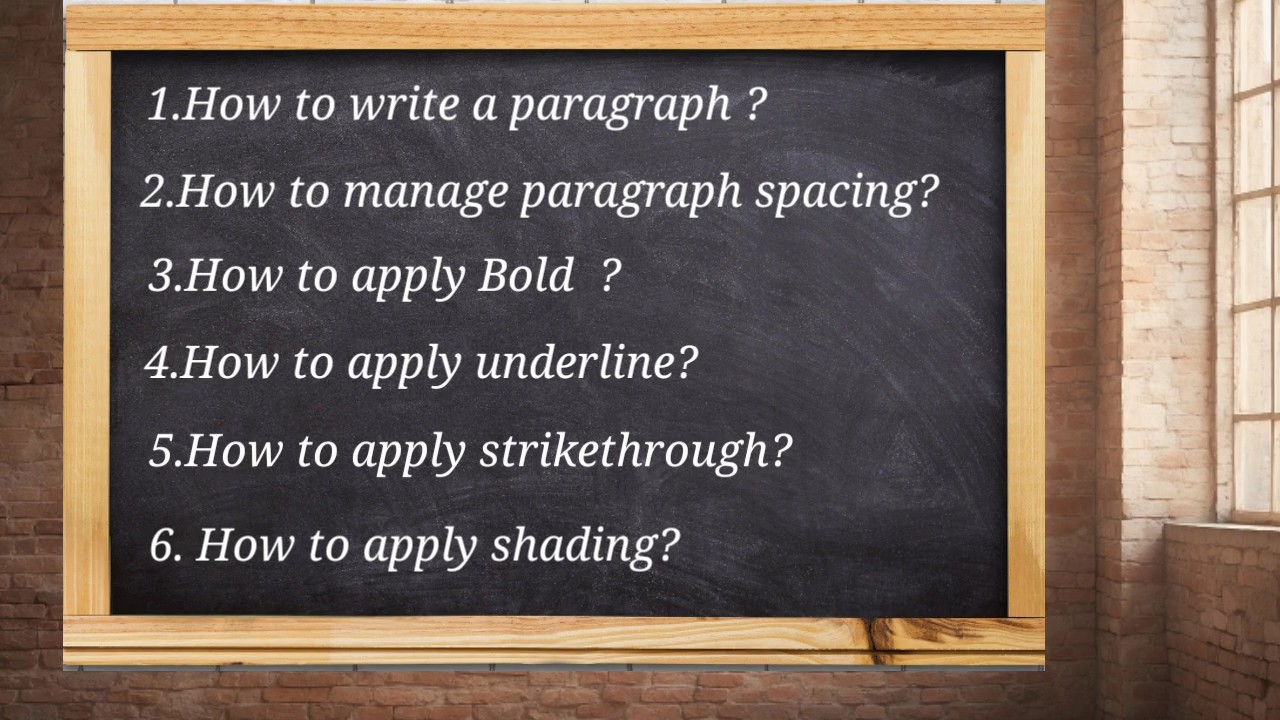 1.How to write a paragraph ?
2.How to manage paragraph spacing?
3.How to apply Bold  ?
4.How to apply underline?
5.How to apply strikethrough?
6. How to apply shading?